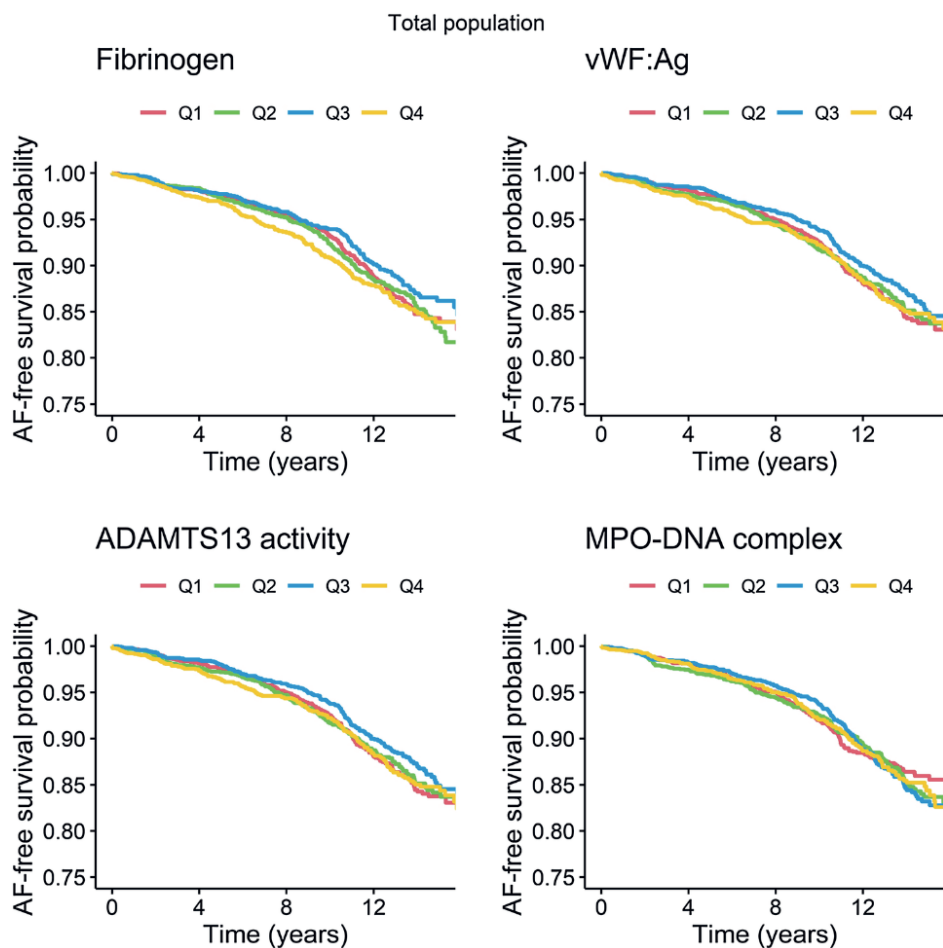 Total population
Fibrinogen
Q1 Q2 Q3 Q4
AF-free survival probability
1.00
0.95
0.90
0.85
0.80
0.75
0 4 8 12
Time (years)
vWF:Ag
Q1 Q2 Q3 Q4
AF-free survival probability
1.00
0.95
0.90
0.85
0.80
0.75
0 4 8 12
Time (years)
ADAMTS13 activity
Q1 Q2 Q3 Q4
AF-free survival probability
1.00
0.95
0.90
0.85
0.80
0.75
0 4 8 12
Time (years)
MPO-DNA complex
Q1 Q2 Q3 Q4
AF-free survival probability
1.00
0.95
0.90
0.85
0.80
0.75
0 4 8 12
Time (years)